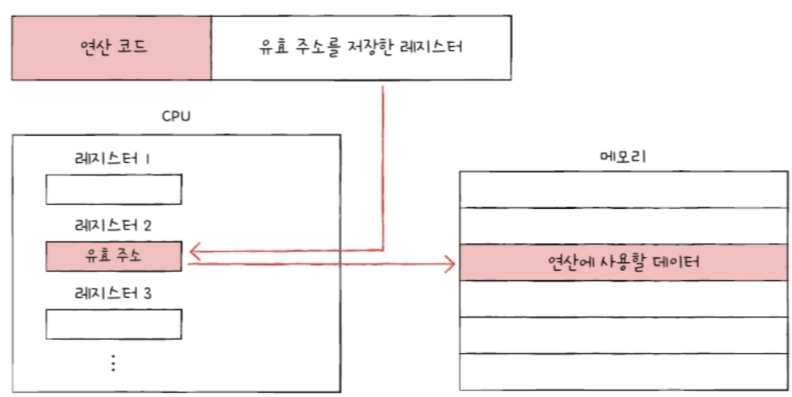 연산 코드
유효 주소를 저장한 레지스터
CPU
레지스터 1
레지스터 2
유효 주소
레지스터 3
⋮
메모리
연산에 사용할 데이터